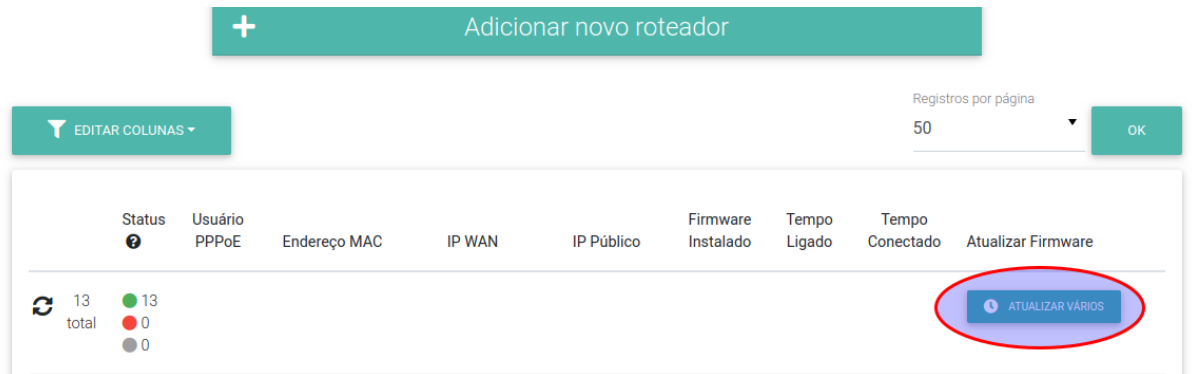 Adicionar novo roteador
Registros por página
EDITAR COLUNAS
50
OK
Status
Usuário PPPoE
Endereço MAC
IP WAN
IP Público
Firmware Instalado
Tempo Ligado
Tempo Conectado
Atualizar Firmware
13 total
13
0
0
ATUALIZAR VÁRIOS